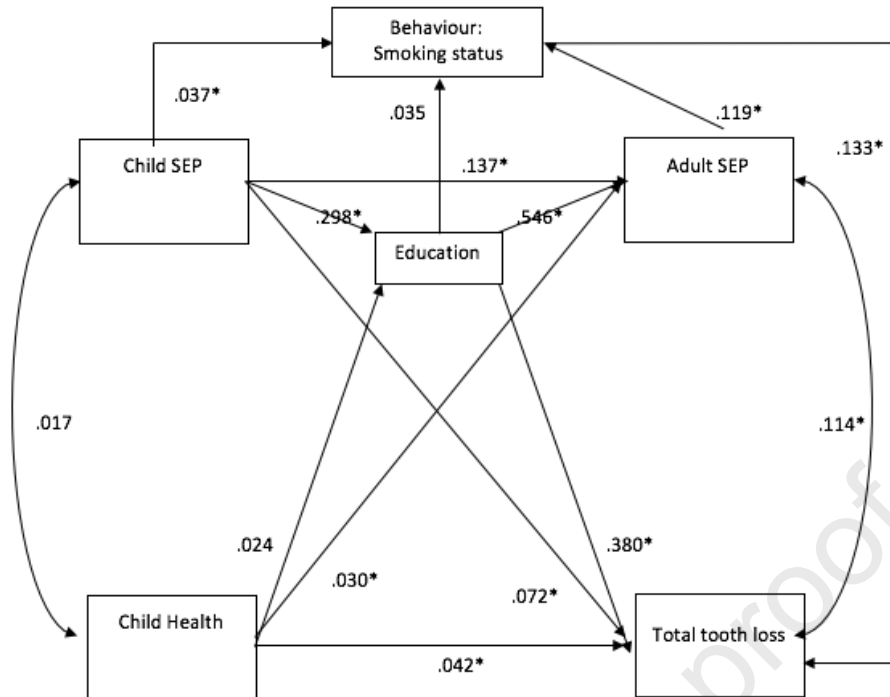 Behaviour:
Smoking status
.037*
.035
.119*
.133*
Child SEP
.137*
Adult SEP
.298*
.546*
Education
.017
.114*
.024
.380*
.030*
.072*
Child Health
Total tooth loss
.042*
proof